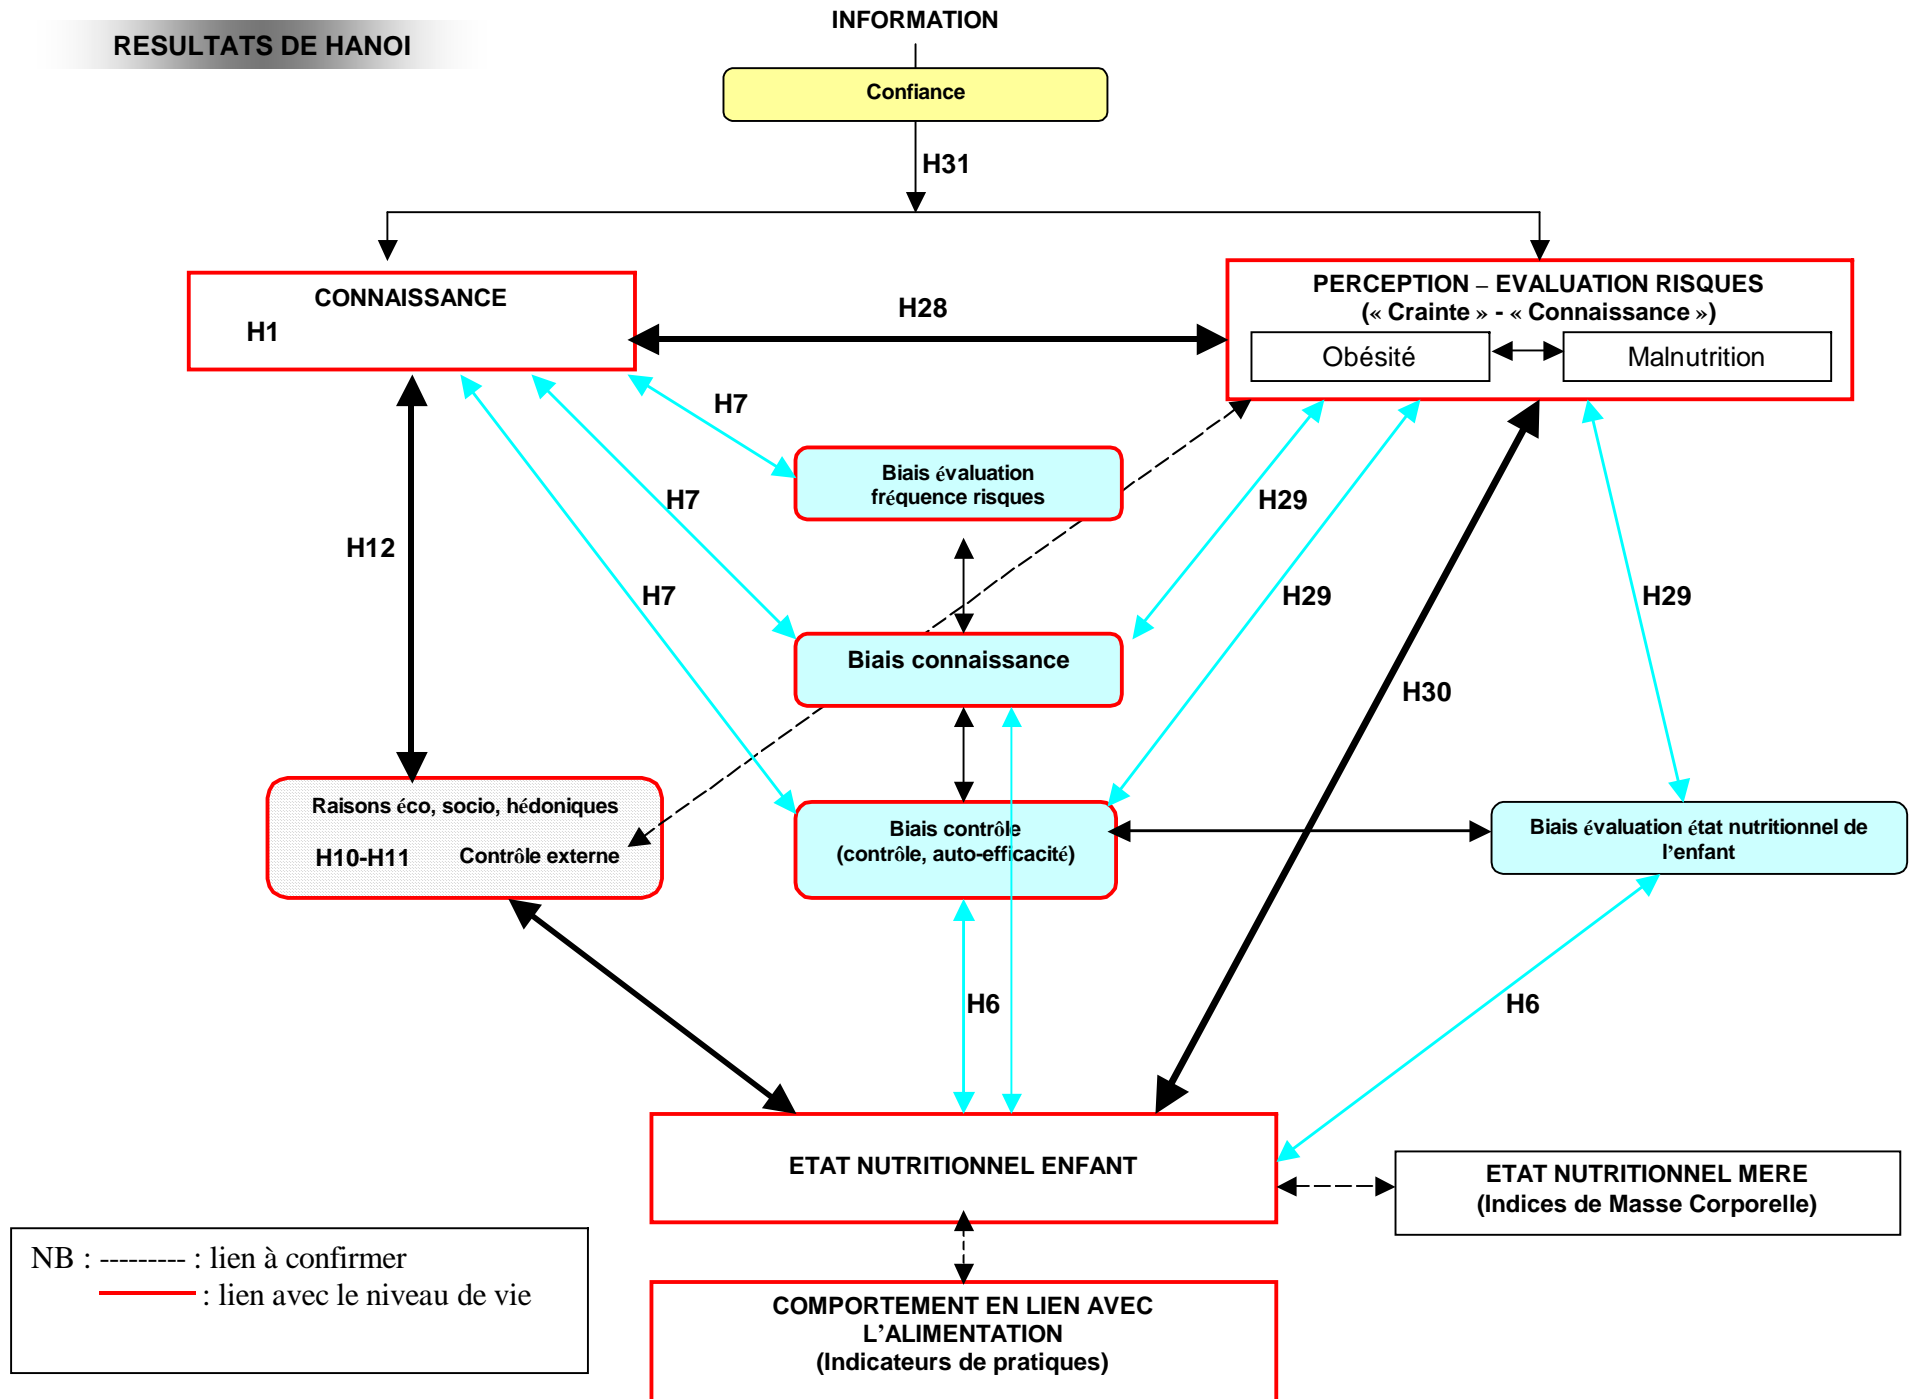 RESULTATS DE HANOI
INFORMATION
Confiance
H31
CONNAISSANCE
H1
H28
PERCEPTION – EVALUATION RISQUES
(« Crainte » - « Connaissance »)
Obésité
Malnutrition
H7
Biais évaluation
fréquence risques
H7
H29
H12
H7
H29
H29
Biais connaissance
H30
Raisons éco, socio, hédoniques
H10-H11
Contrôle externe
Biais contrôle
(contrôle, auto-efficacité)
Biais évaluation état nutritionnel de
l'enfant
H6
H6
ETAT NUTRITIONNEL ENFANT
ETAT NUTRITIONNEL MERE
(Indices de Masse Corporelle)
NB : --------- : lien à confirmer
: lien avec le niveau de vie
COMPORTEMENT EN LIEN AVEC
L'ALIMENTATION
(Indicateurs de pratiques)